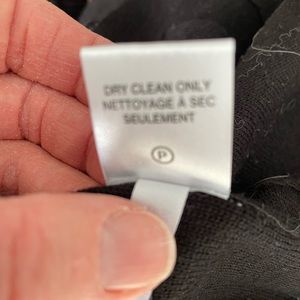 DRY CLEAN ONLY
NETTOYAGE À SEC
SEULEMENT
P